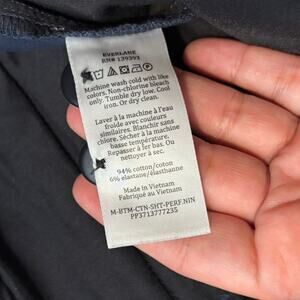 EVERLANE
RN# 139393
Machine wash cold with like
colors. Non-chlorine bleach
only. Tumble dry low. Cool
iron. Or dry clean.
Laver à la machine à l'eau
froide avec couleurs
similaires. Blanchir sans
chlore. Sécher à la machine
basse température.
Repasser à fer bas. Ou
nettoyer à sec.
94% cotton/coton
6% elastane/élasthanne
Made in Vietnam
Fabriqué au Vietnam
M-BTM-CTN-SHT-PERF.NIN
PP3713777235